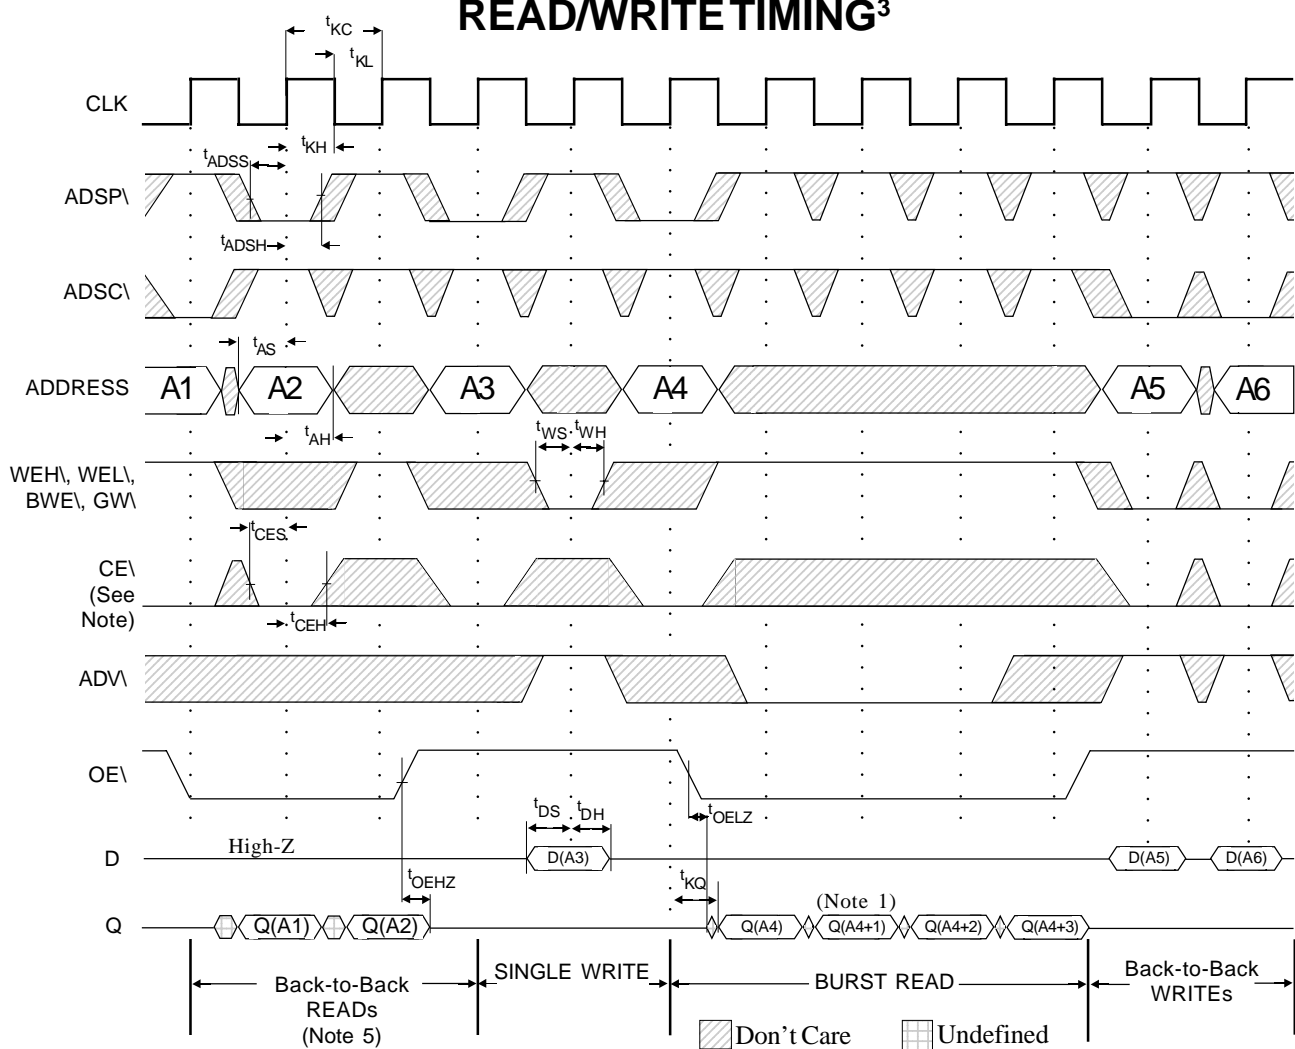 READ/WRITE TIMING³
tKC
tKL
CLK
tKH
tADSS
ADSP\
tADSH
ADSC\
tAS
ADDRESS A1 A2 A3 A4 A5 A6
tAH
tWS tWH
WEH\, WEL\,
BWE\, GW\
tCES
CE\
(See
Note)
tCEH
ADV\
OE\
tDS tDH
tOELZ
D High-Z D(A3) D(A5) D(A6)
tOEHZ
tKQ
(Note 1)
Q Q(A1) Q(A2) Q(A4) Q(A4+1) Q(A4+2) Q(A4+3)
Back-to-Back
READs
(Note 5)
SINGLE WRITE
BURST READ
Back-to-Back
WRITEs
Don't Care
Undefined